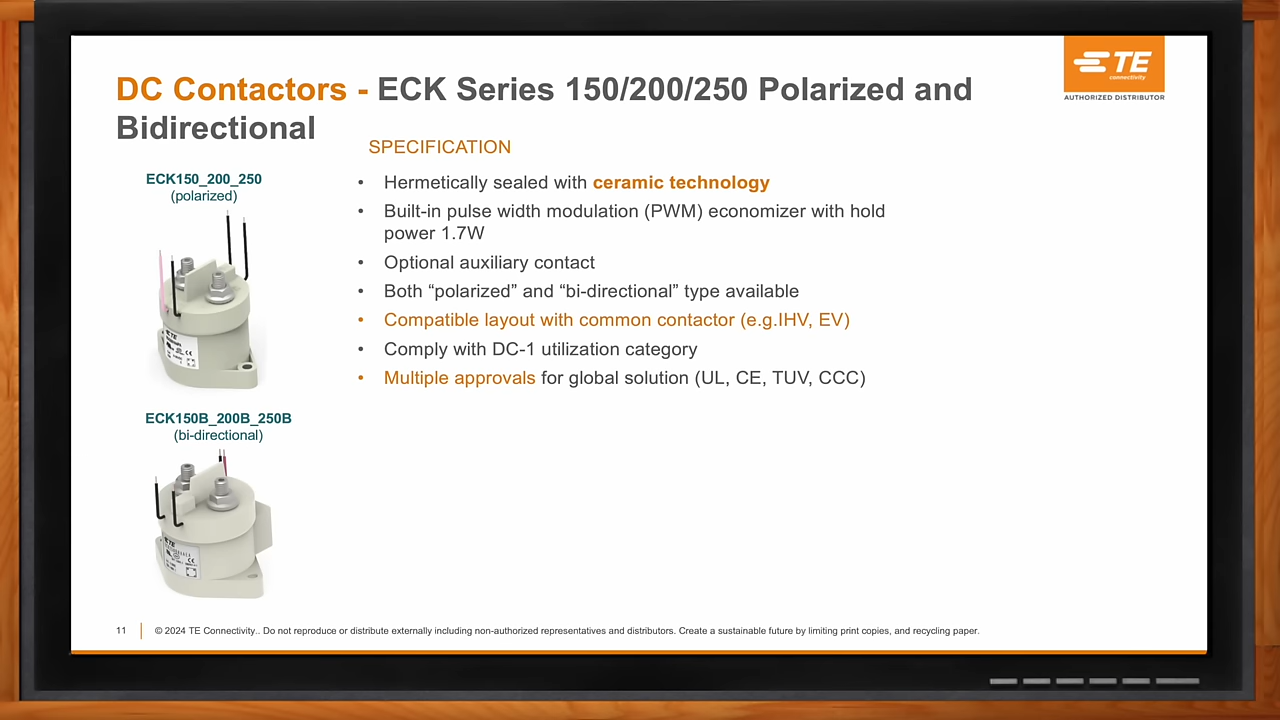 DC Contactors - ECK Series 150/200/250 Polarized and
Bidirectional
TE
connectivity
AUTHORIZED DISTRIBUTOR
SPECIFICATION
ECK150_200_250
(polarized)
• Hermetically sealed with ceramic technology
• Built-in pulse width modulation (PWM) economizer with hold
power 1.7W
• Optional auxiliary contact
• Both “polarized” and “bi-directional” type available
• Compatible layout with common contactor (e.g.IHV, EV)
• Comply with DC-1 utilization category
• Multiple approvals for global solution (UL, CE, TUV, CCC)
TE
ECK150B_200B_250B
(bi-directional)
TE
11
© 2024 TE Connectivity.. Do not reproduce or distribute externally including non-authorized representatives and distributors. Create a sustainable future by limiting print copies, and recycling paper.